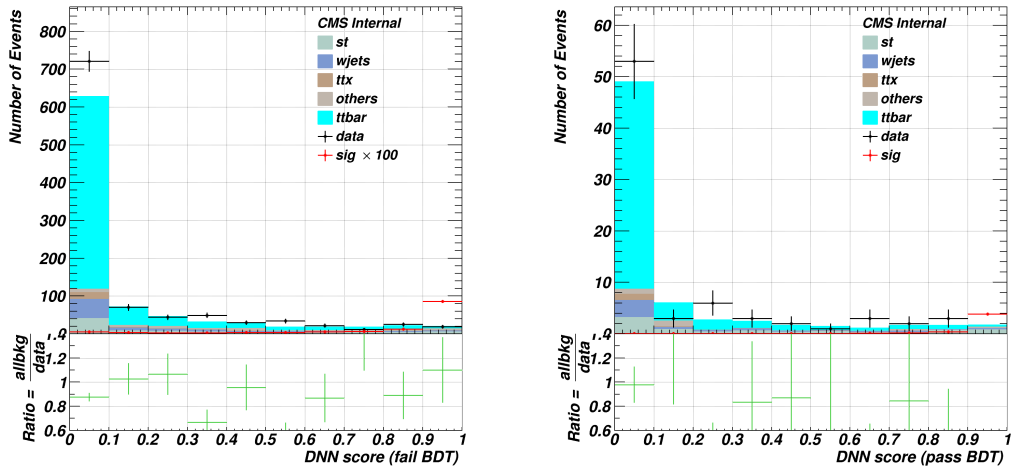 Number of Events
800
700
600
500
400
300
200
100
2
CMS Internal
st
wjets
ttx
others
ttbar
data
sig × 100
Ratio = allbkg
data
1.4
1.2
1
0.8
0.6
0 0.1 0.2 0.3 0.4 0.5 0.6 0.7 0.8 0.9 1
DNN score (fail BDT)
Number of Events
60
50
40
30
20
10
CMS Internal
st
wjets
ttx
others
ttbar
data
sig
Ratio = allbkg
data
1.4
1.2
1
0.8
0.6
0 0.1 0.2 0.3 0.4 0.5 0.6 0.7 0.8 0.9 1
DNN score (pass BDT)